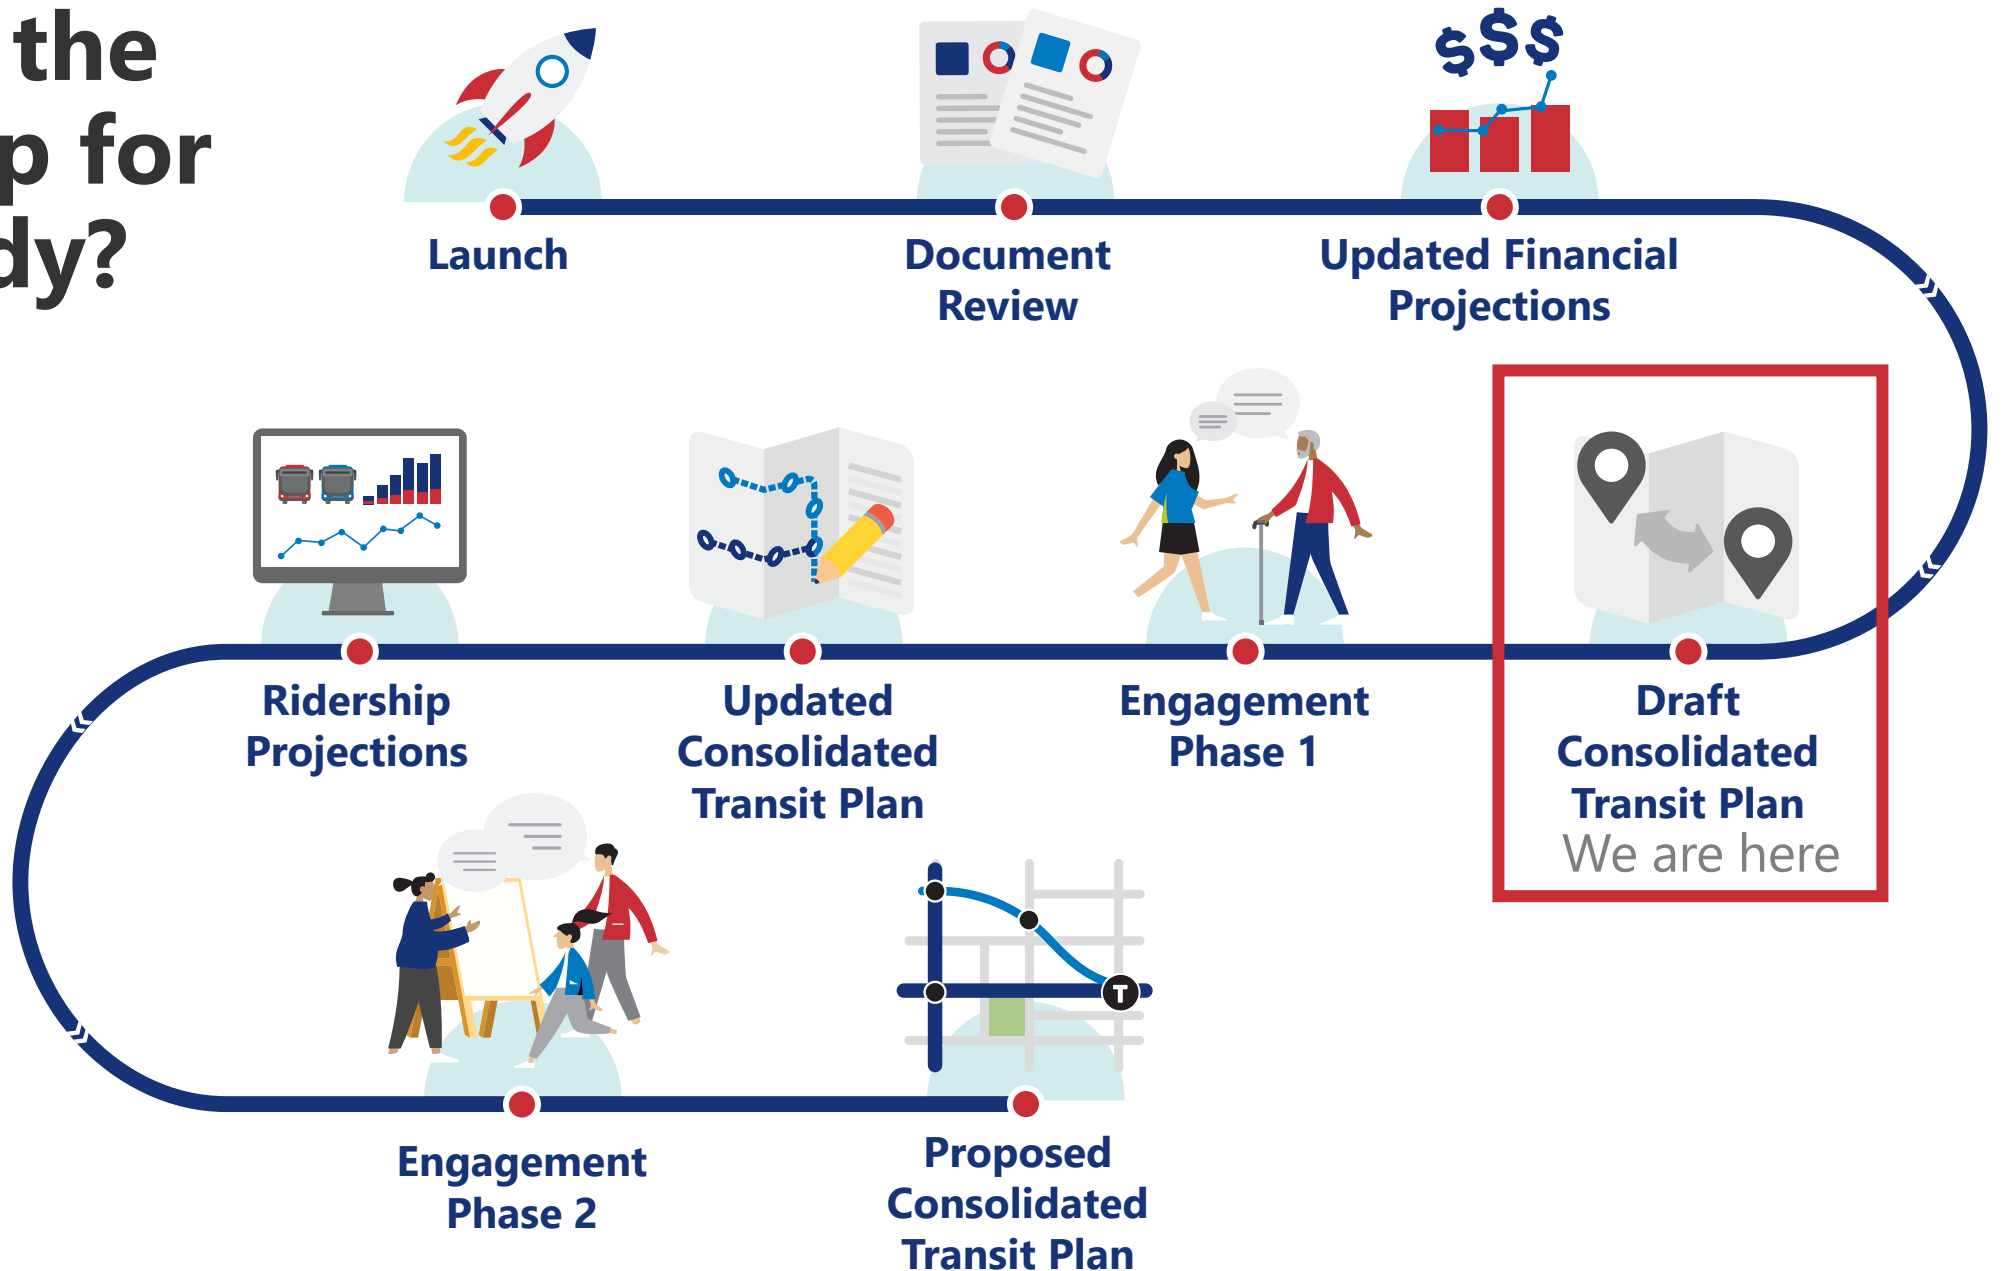 the
p for
dy?
$$$
Launch
Document
Review
Updated Financial
Projections
Draft
Consolidated
Transit Plan
We are here
Engagement
Phase 1
Updated
Consolidated
Transit Plan
Ridership
Projections
Engagement
Phase 2
T
Proposed
Consolidated
Transit Plan